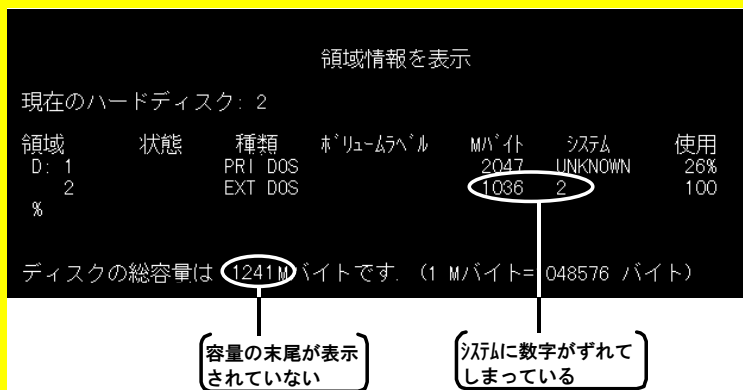 領域情報を表示
現在のハードディスク: 2
領域 状態 種類 ボリュームラベル Mバイト システム 使用
D: 1 PRI DOS 2047 UNKNOWN 26%
2 EXT DOS 1036 2 100
%
ディスクの総容量は 1241Mバイトです. (1 Mバイト= 048576 バイト)
容量の末尾が表示
されていない
システムに数字がずれて
しまっている